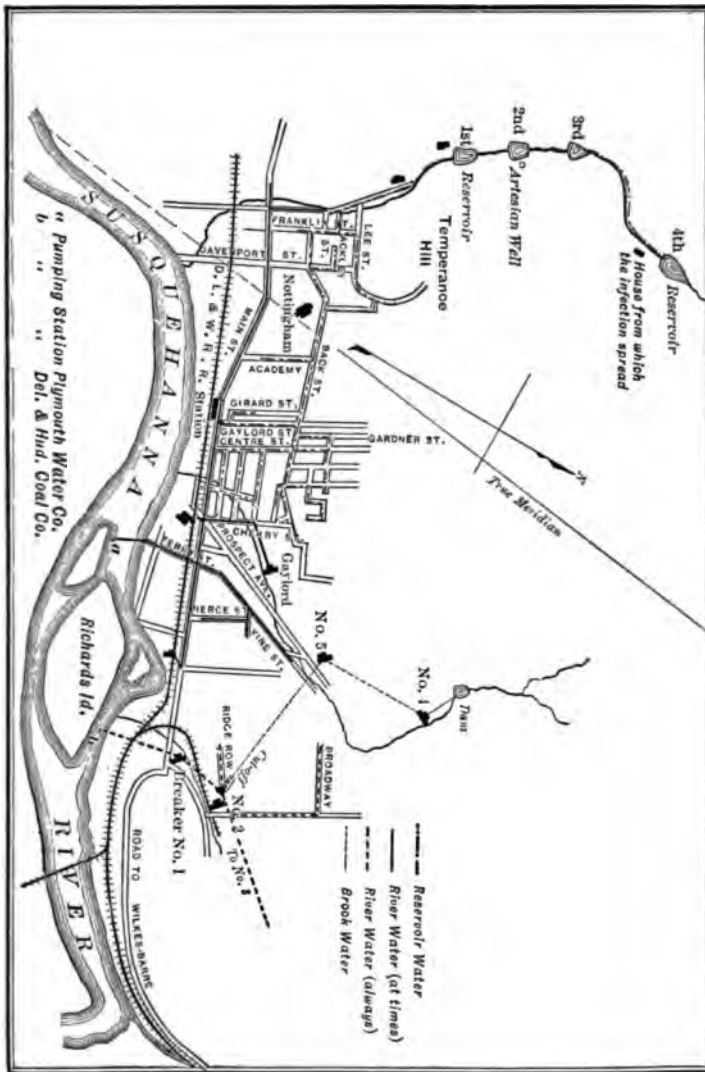 1st
Reservoir
2nd
Artesian Well
3rd
4th
Reservoir
House from which
the infection spread
Temperance
Hill
FRANKLI ST.
ACKLEY
ST.
LEE ST.
DAVENPORT ST.
D. L. & W. R. R. Station
MAIN ST.
Nottingham
BACK ST.
ACADEMY
GIRARD ST.
GAYLORD ST
CENTRE ST.
GARDNER ST.
N
True Meridian
CHERRY S
PROSPECT AVE.
Gaylord
FERRY ST.
PIERCE ST
VINE ST.
No. 5
No. 4
Dam
RIDGE ROW
Culm
BROADWAY
No. 2
To No. 3
Breaker No. 1
ROAD TO WILKES-BARRE
SUSQUEHANNA
RIVER
Richards Id.
a
b
a Pumping Station Plymouth Water Co.
b " " Del. & Hud. Coal Co.
Reservoir Water
River Water (at times)
River Water (always)
Brook Water